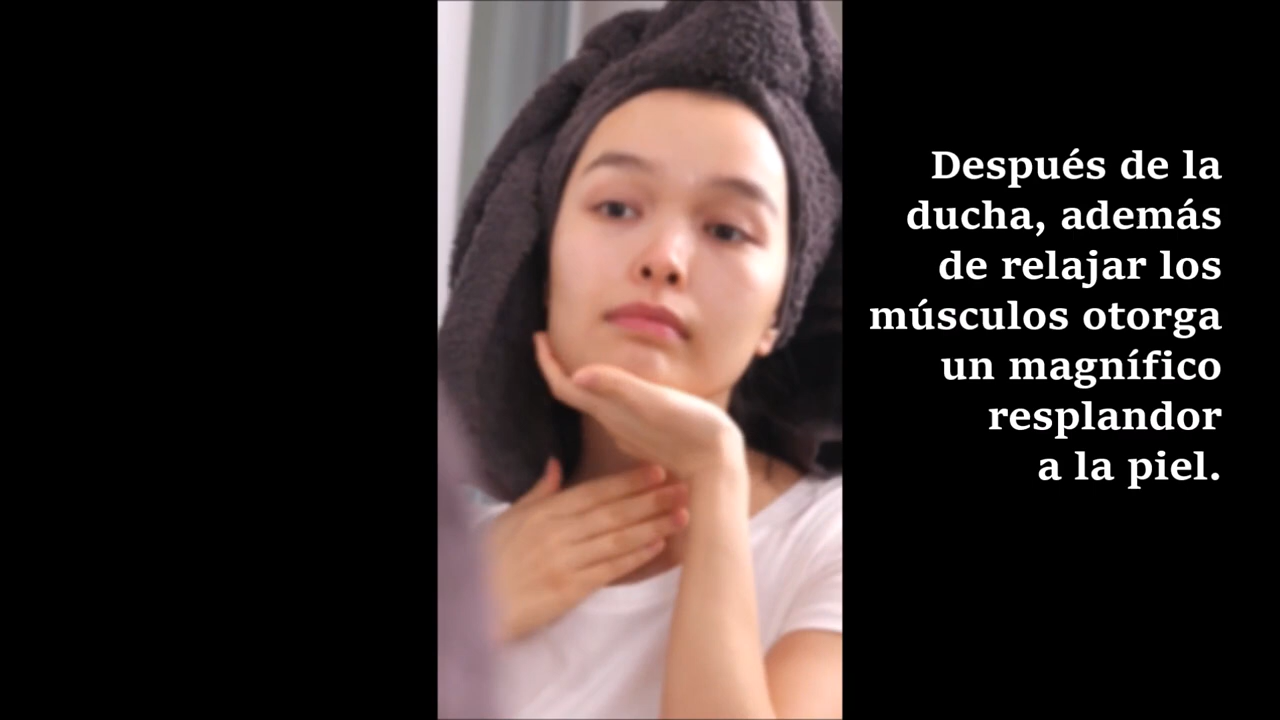 Después de la
ducha, además
de relajar los
músculos otorga
un magnífico
resplandor
a la piel.